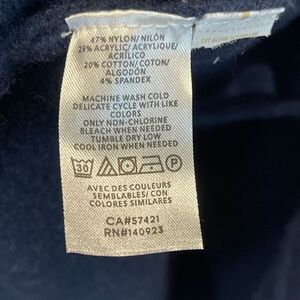 47% NYLON/NILÓN
29% ACRYLIC/ ACRYLIQUE/
ACRÍLICO
20% COTTON/ COTON/
ALGODÓN
4% SPANDEX
MACHINE WASH COLD
DELICATE CYCLE WITH LIKE
COLORS
ONLY NON-CHLORINE
BLEACH WHEN NEEDED
TUMBLE DRY LOW
COOL IRON WHEN NEEDED
30 P
AVEC DES COULEURS
SEMBLABLES/ CON
COLORES SIMILARES
CA#57421
RN#140923